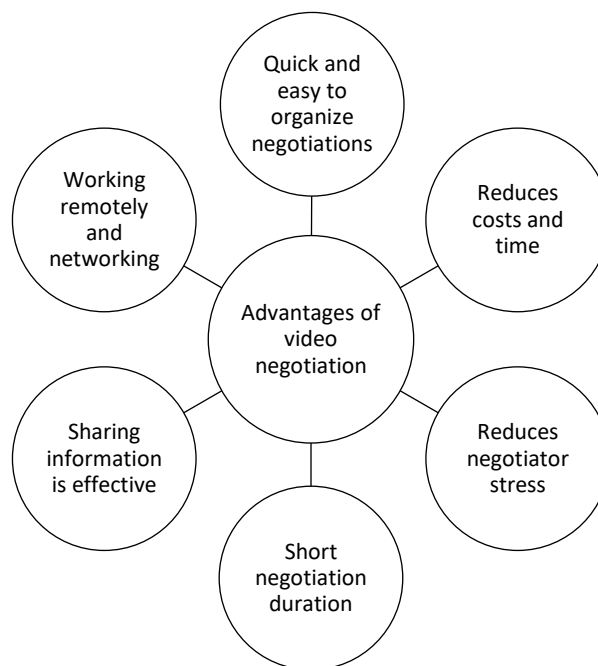 Quick and
easy to
organize
negotiations
Reduces
costs and
time
Reduces
negotiator
stress
Short
negotiation
duration
Sharing
information
is effective
Working
remotely
and
networking
Advantages of
video
negotiation